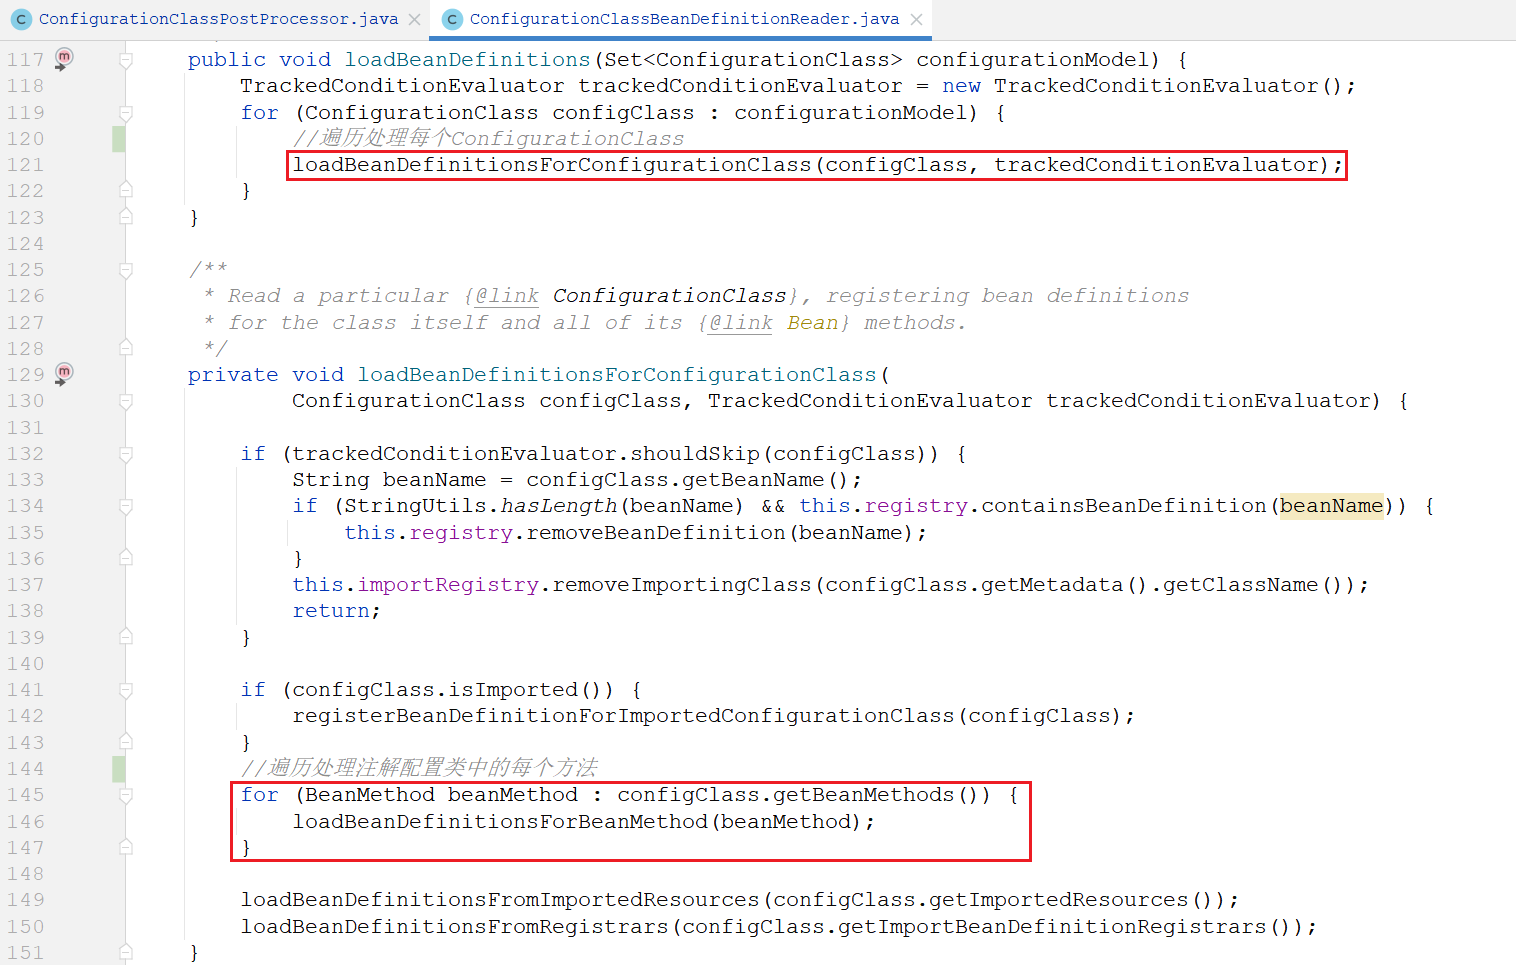 C ConfigurationClassPostProcessor.java × C ConfigurationClassBeanDefinitionReader.java ×
117 m public void loadBeanDefinitions(Set<ConfigurationClass> configurationModel) {
118 TrackedConditionEvaluator trackedConditionEvaluator = new TrackedConditionEvaluator();
119 for (ConfigurationClass configClass : configurationModel) {
120 //遍历处理每个ConfigurationClass
121 loadBeanDefinitionsForConfigurationClass(configClass, trackedConditionEvaluator);
122 }
123 }
124
125 /**
126 * Read a particular {@link ConfigurationClass}, registering bean definitions
127 * for the class itself and all of its {@link Bean} methods.
128 */
129 m private void loadBeanDefinitionsForConfigurationClass(
130 ConfigurationClass configClass, TrackedConditionEvaluator trackedConditionEvaluator) {
131
132 if (trackedConditionEvaluator.shouldSkip(configClass)) {
133 String beanName = configClass.getBeanName();
134 if (StringUtils.hasLength(beanName) && this.registry.containsBeanDefinition(beanName)) {
135 this.registry.removeBeanDefinition(beanName);
136 }
137 this.importRegistry.removeImportingClass(configClass.getMetadata().getClassName());
138 return;
139 }
140
141 if (configClass.isImported()) {
142 registerBeanDefinitionForImportedConfigurationClass(configClass);
143 }
144 //遍历处理注解配置类中的每个方法
145 for (BeanMethod beanMethod : configClass.getBeanMethods()) {
146 loadBeanDefinitionsForBeanMethod(beanMethod);
147 }
148
149 loadBeanDefinitionsFromImportedResources(configClass.getImportedResources());
150 loadBeanDefinitionsFromRegistrars(configClass.getImportBeanDefinitionRegistrars());
151 }